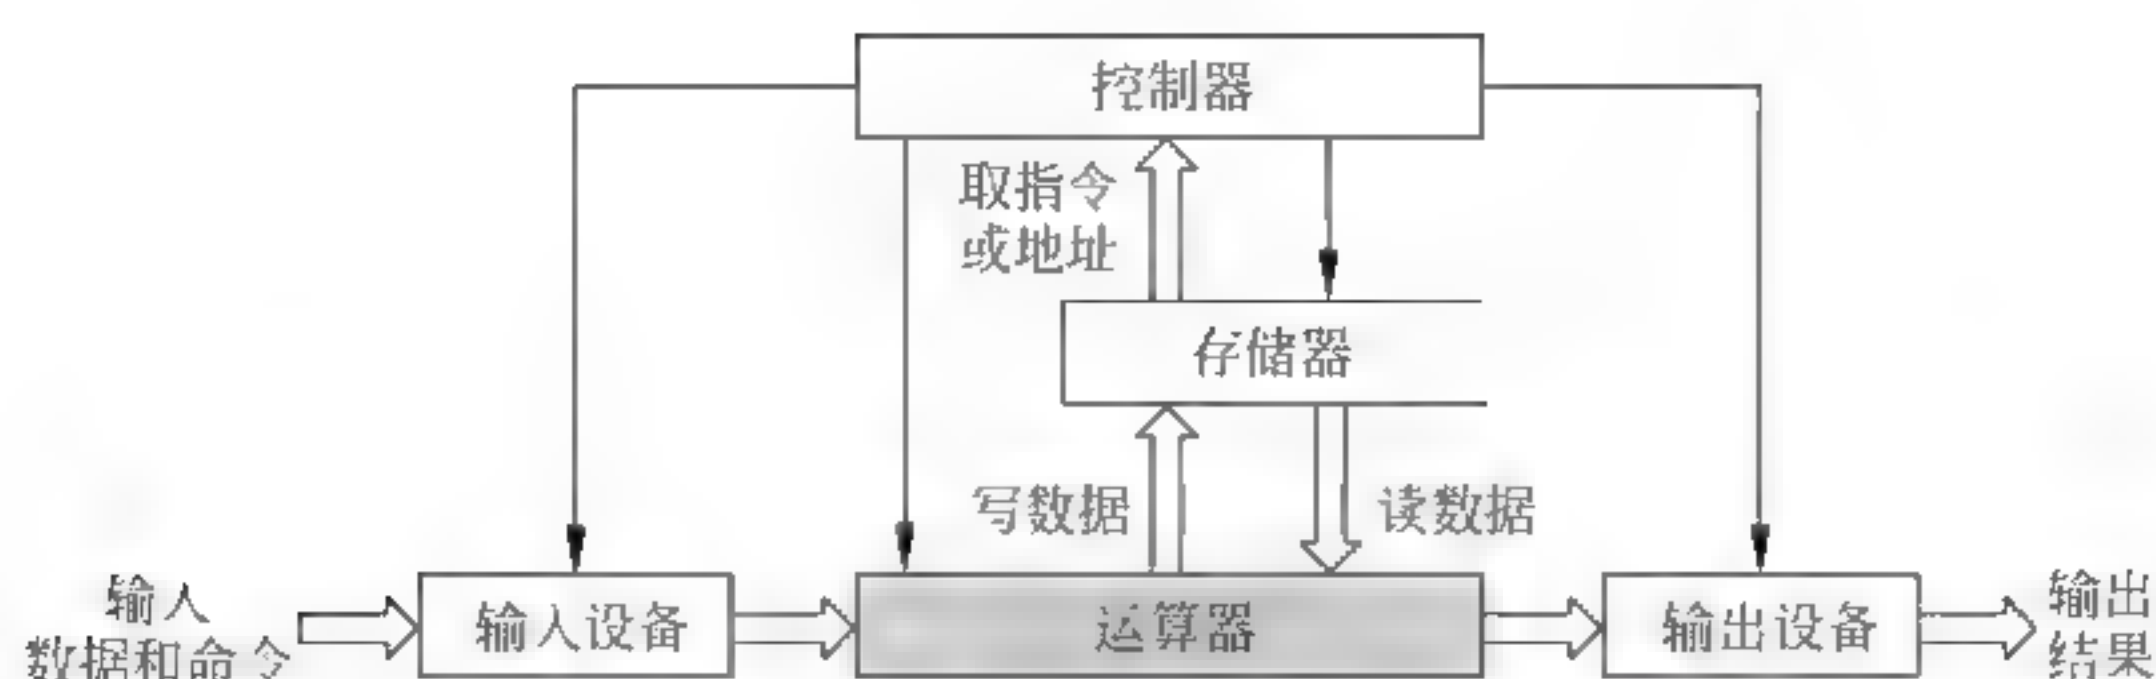 控制器
取指令
或地址
存储器
写数据
读数据
输入
数据和命令
输入设备
运算器
输出设备
输出
结果